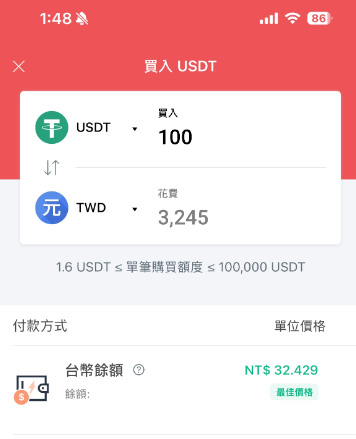 1:48
86
買入 USDT
USDT
買入
100
元
TWD
花費
3,245
1.6 USDT ≤ 單筆購買額度 ≤ 100,000 USDT
付款方式
單位價格
台幣餘額 ?
NT$ 32.429
餘額:
最佳價格
$